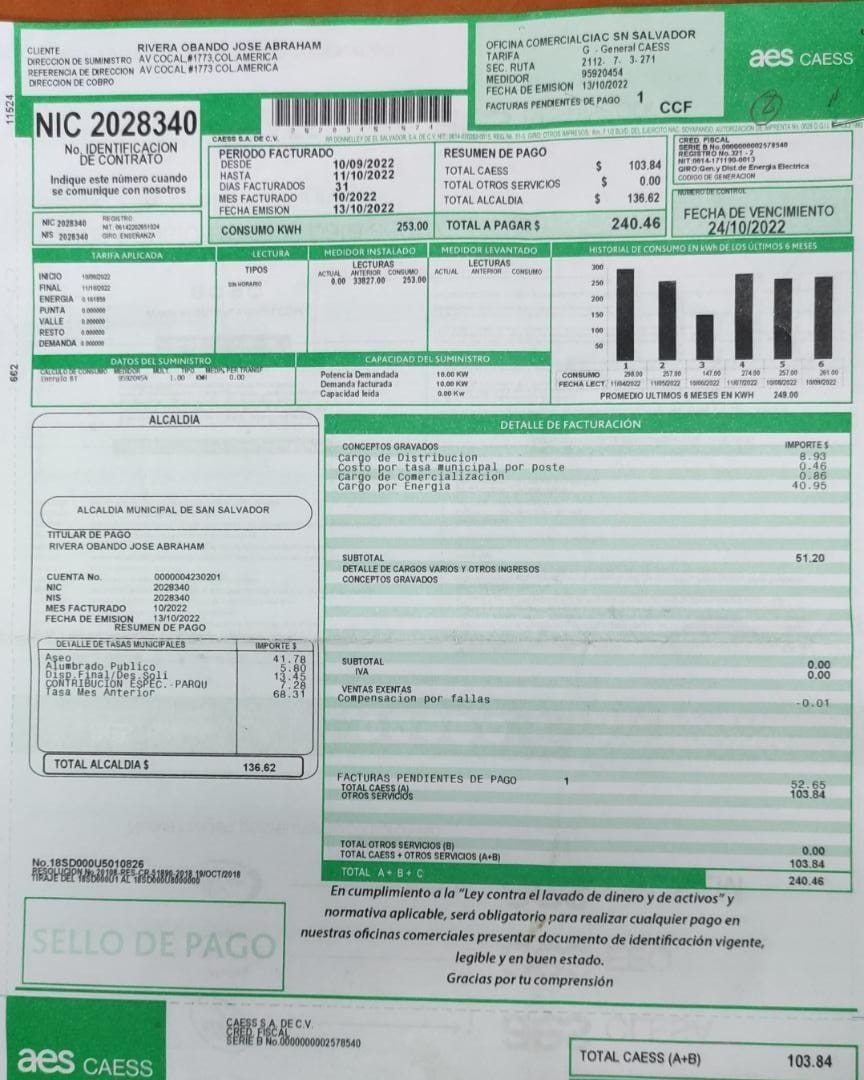 CLIENTE RIVERA OBANDO JOSE ABRAHAM
DIRECCION DE SUMINISTRO AV COCAL #1773,COL.AMERICA
REFERENCIA DE DIRECCION AV COCAL #1773 COL.AMERICA
DIRECCION DE COBRO
OFICINA COMERCIAL CIAC SN SALVADOR
TARIFA G - General CAESS
SEC. RUTA 2112- 7. 3- 271
MEDIDOR 95920454
FECHA DE EMISION 13/10/2022
FACTURAS PENDIENTES DE PAGO 1 CCF
aes CAESS
11524
NIC 2028340
No. IDENTIFICACION
DE CONTRATO
Indique este número cuando
se comunique con nosotros
NIC 2028340
NIS 2028340
REGISTRO
GIRO ENSEÑANZA
CAESS S.A. DE C.V.
PERIODO FACTURADO
DESDE 10/09/2022
HASTA 11/10/2022
DIAS FACTURADOS 31
MES FACTURADO 10/2022
FECHA EMISION 13/10/2022
CONSUMO KWH 253.00
RESUMEN DE PAGO
TOTAL CAESS $ 103.84
TOTAL OTROS SERVICIOS $ 0.00
TOTAL ALCALDIA $ 136.62
TOTAL A PAGAR $ 240.46
CRED. FISCAL
SERIE B No.0000000002578540
REGISTRO No.321 - 2
NIT:0614-171190-0013
GIRO:Gen.y Dist.de Energia Electrica
CODIGO DE GENERACION
NUMERO DE CONTROL
FECHA DE VENCIMIENTO
24/10/2022
TARIFA APLICADA
INICIO
FINAL 11/10/2022
ENERGIA
PUNTA 0.000000
VALLE 0.000000
RESTO 0.000000
DEMANDA 0.000000
LECTURA
TIPOS
SIN HORARIO
MEDIDOR INSTALADO
LECTURAS
ACTUAL ANTERIOR CONSUMO
0.00 33827.00 253.00
MEDIDOR LEVANTADO
LECTURAS
ACTUAL ANTERIOR CONSUMO
HISTORIAL DE CONSUMO EN kWh DE LOS ÚLTIMOS 6 MESES
300
250
200
150
100
50
1 2 3 4 5 6
CONSUMO 298.00 257.00 147.00 274.00 257.00 261.00
FECHA LECT. 11/04/2022 11/05/2022 10/06/2022 11/07/2022 10/08/2022 10/09/2022
PROMEDIO ULTIMOS 6 MESES EN KWH 249.00
662
DATOS DEL SUMINISTRO
CALCULO DE CONSUMO MEDIDOR MULT. TIPO MEDIS. PER TRANSF
Energia B1 95920454 1.00 KWH 0.00
CAPACIDAD DEL SUMINISTRO
Potencia Demandada 10.00 KW
Demanda facturada 10.00 KW
Capacidad leida 0.00 Kw
ALCALDIA
ALCALDIA MUNICIPAL DE SAN SALVADOR
TITULAR DE PAGO
RIVERA OBANDO JOSE ABRAHAM
CUENTA No. 0000004230201
NIC 2028340
NIS 2028340
MES FACTURADO 10/2022
FECHA DE EMISION 13/10/2022
RESUMEN DE PAGO
DETALLE DE TASAS MUNICIPALES IMPORTE $
Aseo 41.78
Alumbrado Publico 5.80
Disp.Final/Des.Soli 13.45
CONTRIBUCION ESPEC.-PARQU 7.28
Tasa Mes Anterior 68.31
TOTAL ALCALDIA $ 136.62
DETALLE DE FACTURACIÓN
CONCEPTOS GRAVADOS IMPORTE $
Cargo de Distribucion 8.93
Costo por tasa municipal por poste 0.46
Cargo de Comercializacion 0.86
Cargo por Energia 40.95
SUBTOTAL 51.20
DETALLE DE CARGOS VARIOS Y OTROS INGRESOS
CONCEPTOS GRAVADOS
SUBTOTAL 0.00
IVA 0.00
VENTAS EXENTAS
Compensacion por fallas -0.01
FACTURAS PENDIENTES DE PAGO 1 52.65
TOTAL CAESS (A) 103.84
OTROS SERVICIOS
TOTAL OTROS SERVICIOS (B) 0.00
TOTAL CAESS + OTROS SERVICIOS (A+B) 103.84
TOTAL A + B + C 240.46
No.18SD000U5010826
SELLO DE PAGO
En cumplimiento a la "Ley contra el lavado de dinero y de activos" y
normativa aplicable, será obligatorio para realizar cualquier pago en
nuestras oficinas comerciales presentar documento de identificación vigente,
legible y en buen estado.
Gracias por tu comprensión
aes CAESS
CAESS S.A. DE C.V.
CRED. FISCAL
SERIE B No.0000000002578540
TOTAL CAESS (A+B) 103.84